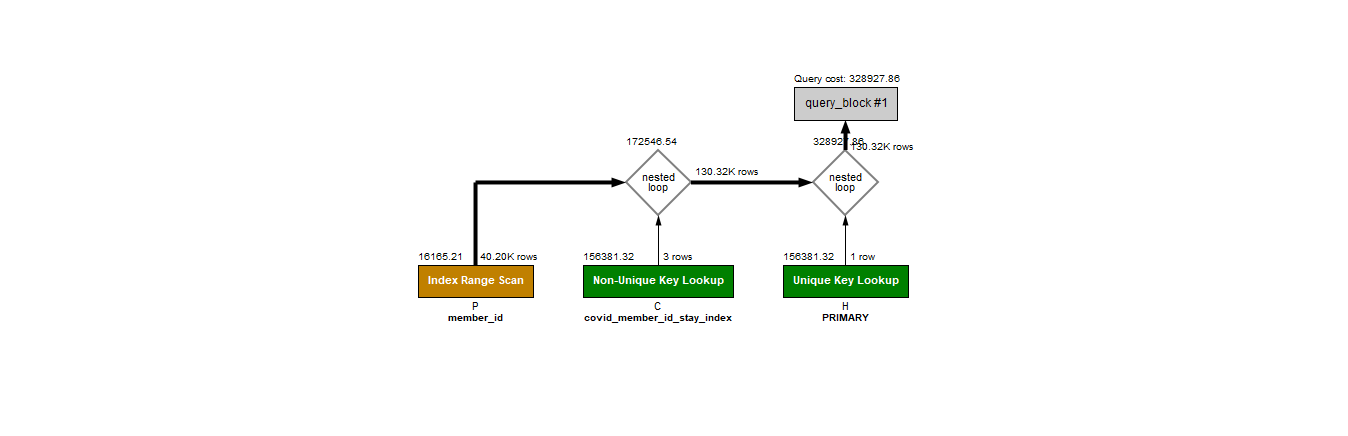 Query cost: 328927.86
query_block #1
172546.54
328927.86
130.32K rows
nested
loop
130.32K rows
nested
loop
16165.21
40.20K rows
156381.32
3 rows
156381.32
1 row
Index Range Scan
Non-Unique Key Lookup
Unique Key Lookup
P
C
H
member_id
covid_member_id_stay_index
PRIMARY